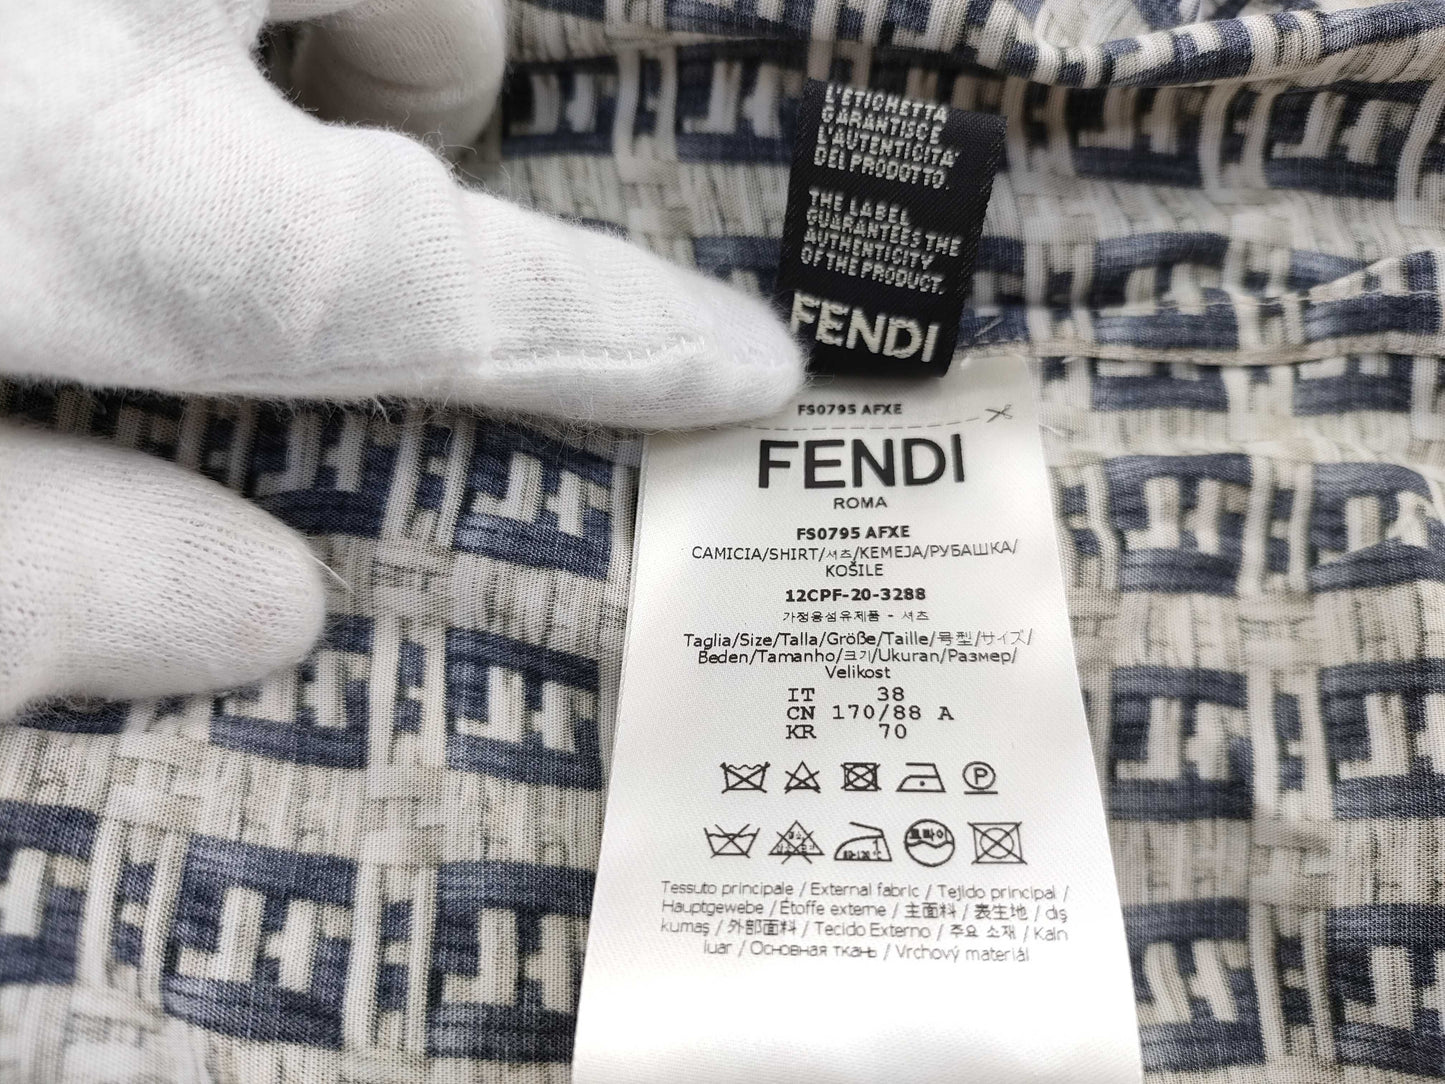 L'ETICHETTA
GARANTISCE
L'AUTENTICITA'
DEL PRODOTTO.
THE LABEL
GUARANTEES THE
AUTHENTICITY
OF THE PRODUCT.
FENDI
FS0795 AFXE
FENDI
ROMA
FS0795 AFXE
CAMICIA/SHIRT/셔츠/KEMEJA/РУБАШКА/
KOŠILE
12CPF-20-3288
가정용섬유제품 - 셔츠
Taglia/Size/Talla/Größe/Taille/号型/サイズ/
Beden/Tamanho/크기/Ukuran/Размер/
Velikost
IT 38
CN 170/88 A
KR 70
P
드라이
Tessuto principale / External fabric / Tejido principal /
Hauptgewebe / Étoffe externe / 主面料 / 表生地 / dış
kumaş / 外部面料 / Tecido Externo / 주요 소재 / Kain
luar / Основная ткань / Vrchový materiál